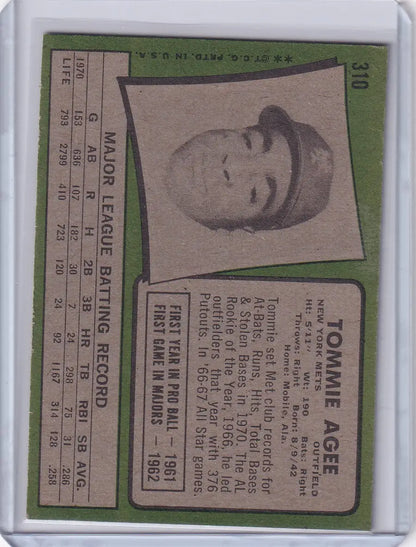 310
TOMMIE AGEE
NEW YORK METS OUTFIELD
Ht: 5'11" Wt: 190 Bats: Right
Throws: Right Born: 8/9/42
Home: Mobile, Ala.
Tommie set Met club records for
At-Bats, Runs, Hits, Total Bases
& Stolen Bases in 1970. The AL
Rookie of the Year, 1966, he led
outfielders that year with 376
Putouts. In '66-67 All Star games.
FIRST YEAR IN PRO BALL — 1961
FIRST GAME IN MAJORS — 1962
MAJOR LEAGUE BATTING RECORD
G AB R H 2B 3B HR TB RBI SB AVG.
1970 153 636 107 182 30 7 24 298 75 31 .286
LIFE 793 2799 410 723 120 24 92 1167 314 128 .258
**©T.C.G. PRTD. IN U.S.A.